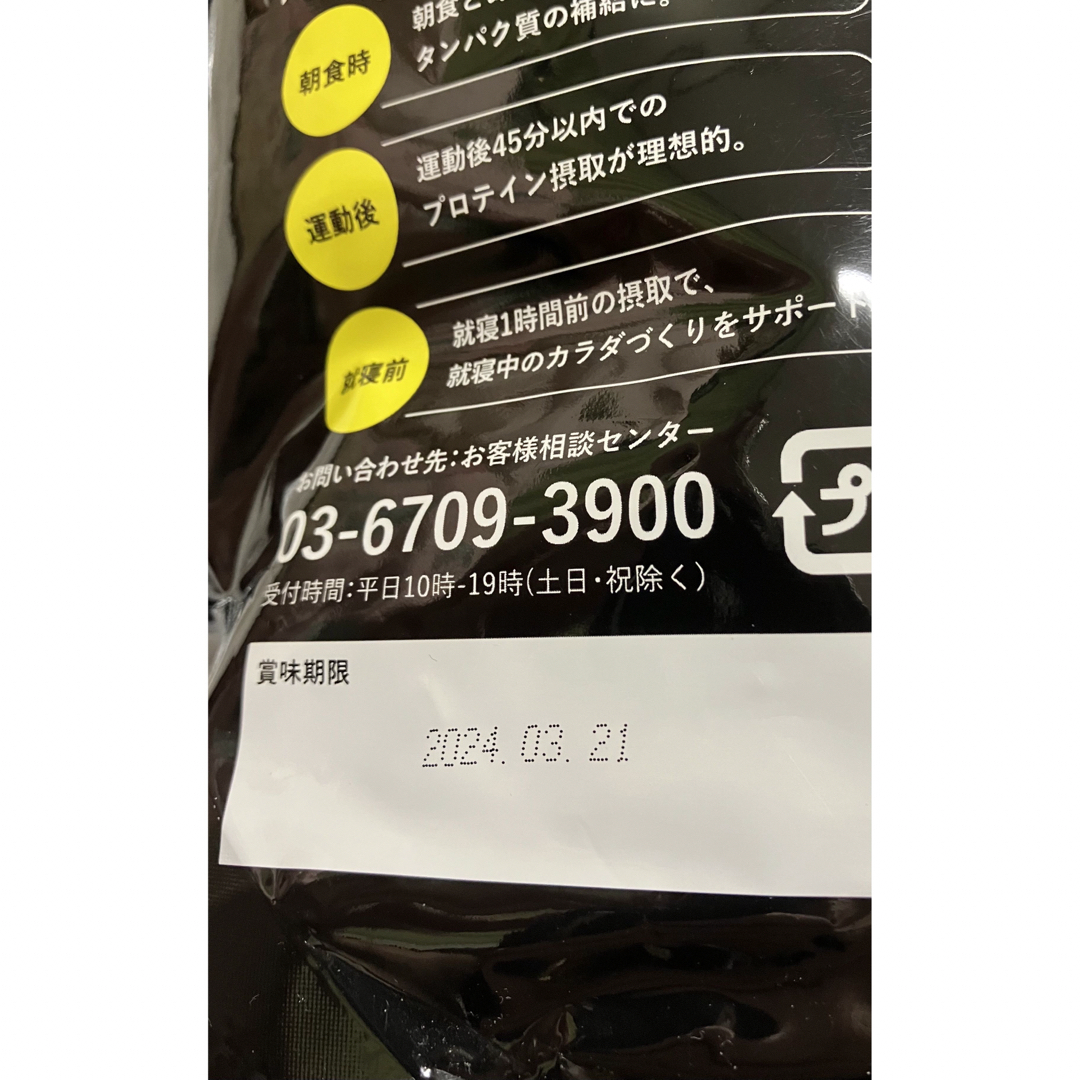 朝食時
タンパク質の補給に。
運動後
運動後45分以内での
プロテイン摂取が理想的。
就寝前
就寝1時間前の摂取で、
就寝中のカラダづくりをサポート
お問い合わせ先:お客様相談センター
03-6709-3900
受付時間:平日10時-19時(土日・祝除く)
プ
賞味期限
2024.03.21